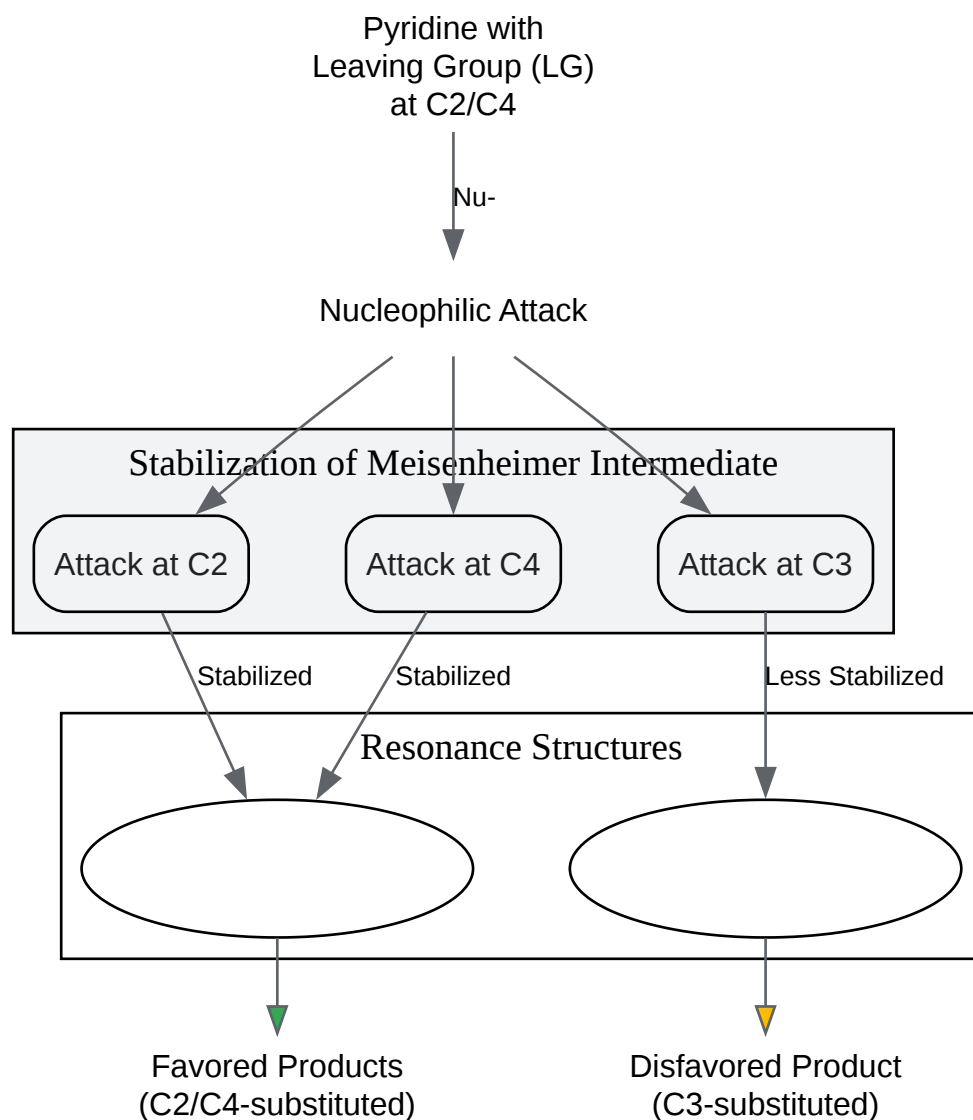 Pyridine with
Leaving Group (LG)
at C2/C4
Nu-
Nucleophilic Attack
Stabilization of Meisenheimer Intermediate
Attack at C2
Attack at C4
Attack at C3
Stabilized
Stabilized
Less Stabilized
Resonance Structures
Favored Products
(C2/C4-substituted)
Disfavored Product
(C3-substituted)